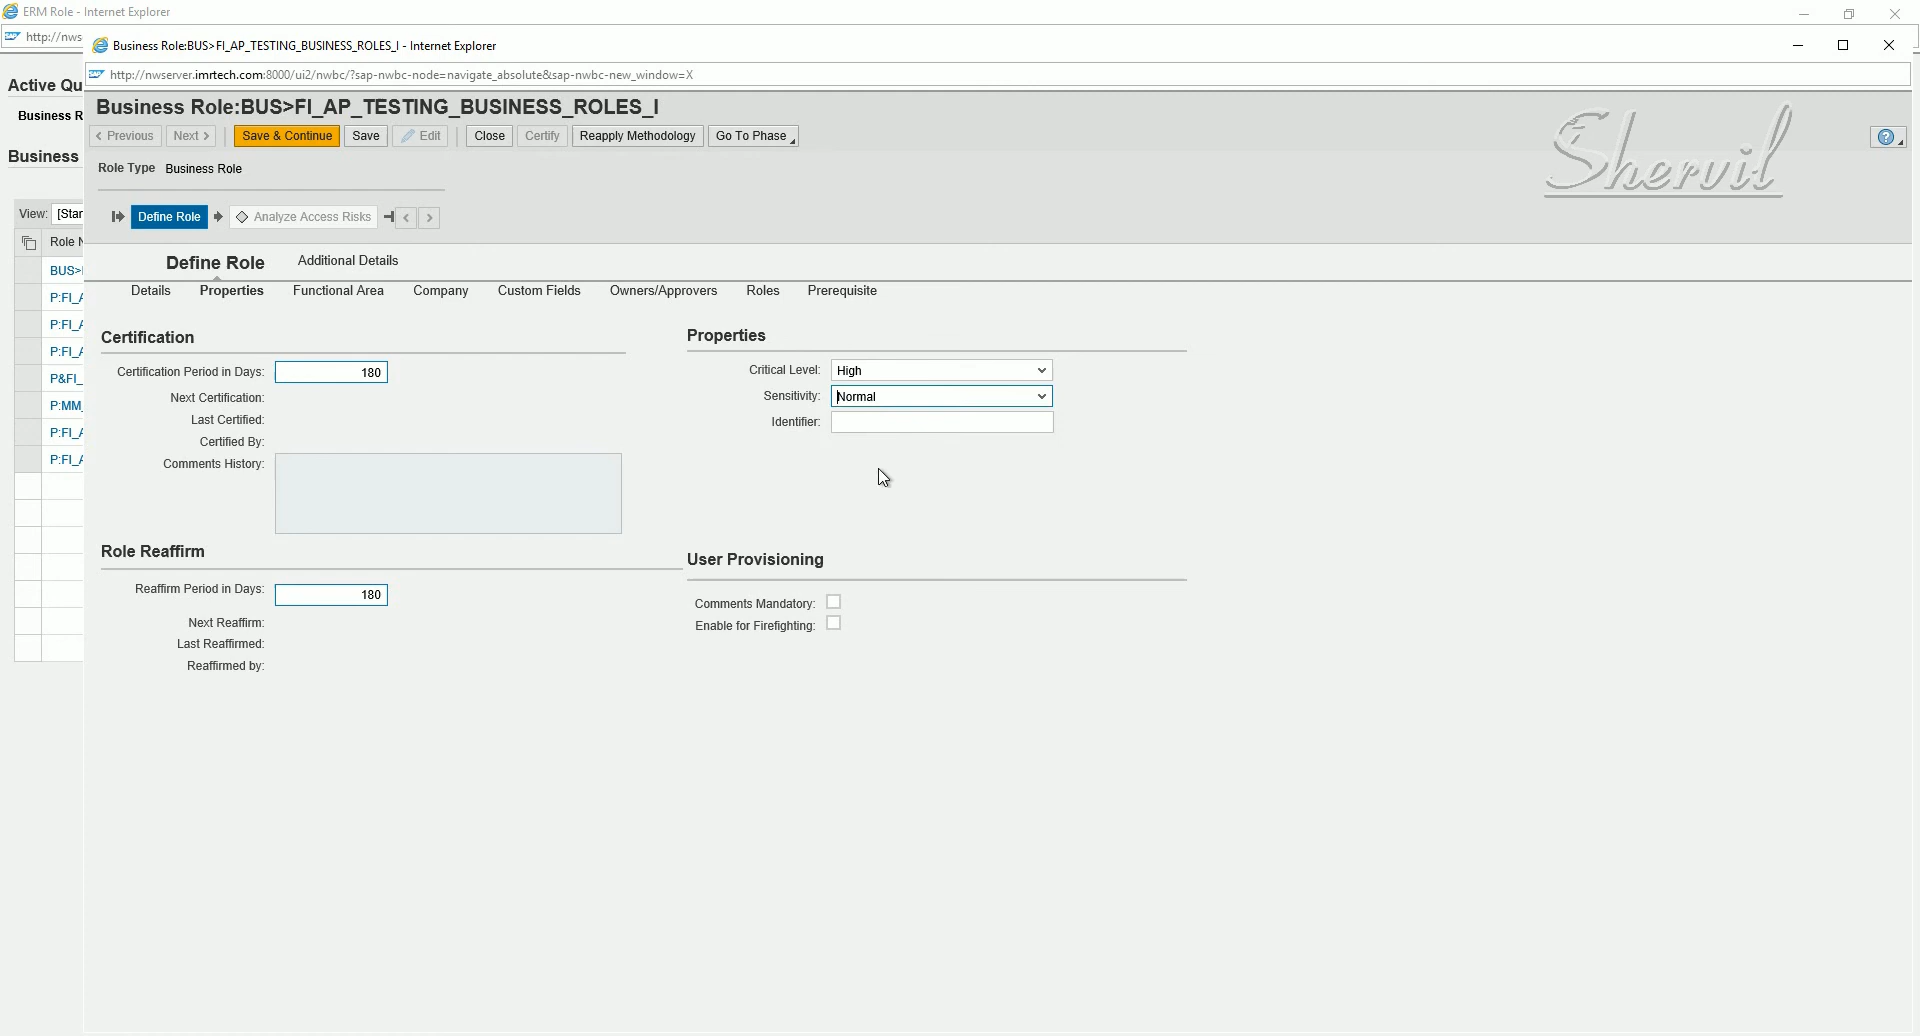 ERM Role - Internet Explorer
http://nws
Active Qu
Business R
Business
View: [Star
Role N
BUS>
P:FI_A
P:FI_A
P:FI_A
P&FI_
P:MM_
P:FI_A
P:FI_A
Business Role:BUS>FI_AP_TESTING_BUSINESS_ROLES_I - Internet Explorer
http://nwserver.imrtech.com:8000/ui2/nwbc/?sap-nwbc-node=navigate_absolute&sap-nwbc-new_window=X
Business Role:BUS>FI_AP_TESTING_BUSINESS_ROLES_I
< Previous Next > Save & Continue Save Edit Close Certify Reapply Methodology Go To Phase
Shervil
Role Type Business Role
Define Role Analyze Access Risks
Define Role Additional Details
Details Properties Functional Area Company Custom Fields Owners/Approvers Roles Prerequisite
Certification
Certification Period in Days: 180
Next Certification:
Last Certified:
Certified By:
Comments History:
Properties
Critical Level: High
Sensitivity: Normal
Identifier:
Role Reaffirm
Reaffirm Period in Days: 180
Next Reaffirm:
Last Reaffirmed:
Reaffirmed by:
User Provisioning
Comments Mandatory:
Enable for Firefighting: